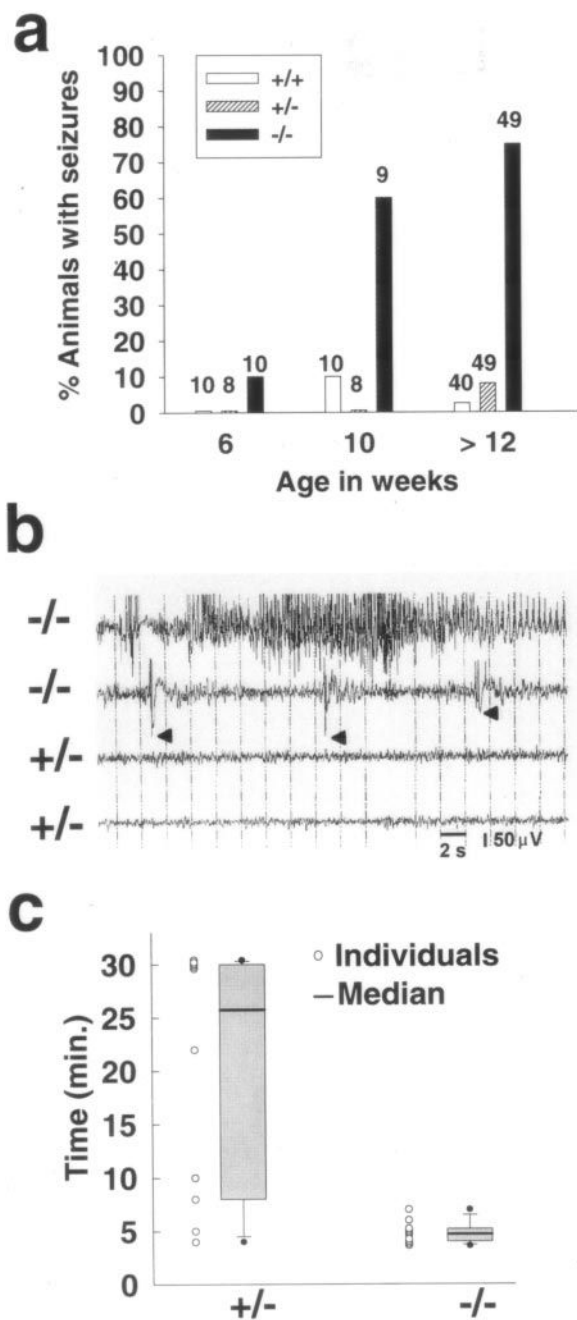 a
% Animals with seizures
100
90
80
70
60
50
40
30
20
10
0
+/+
+/-
-/-
10 8 10
10 8 9
40 49 49
6 10 > 12
Age in weeks
b
-/-
-/-
+/-
+/-
2 s 50 μV
c
Time (min.)
30
25
20
15
10
5
0
Individuals
Median
+/- -/-